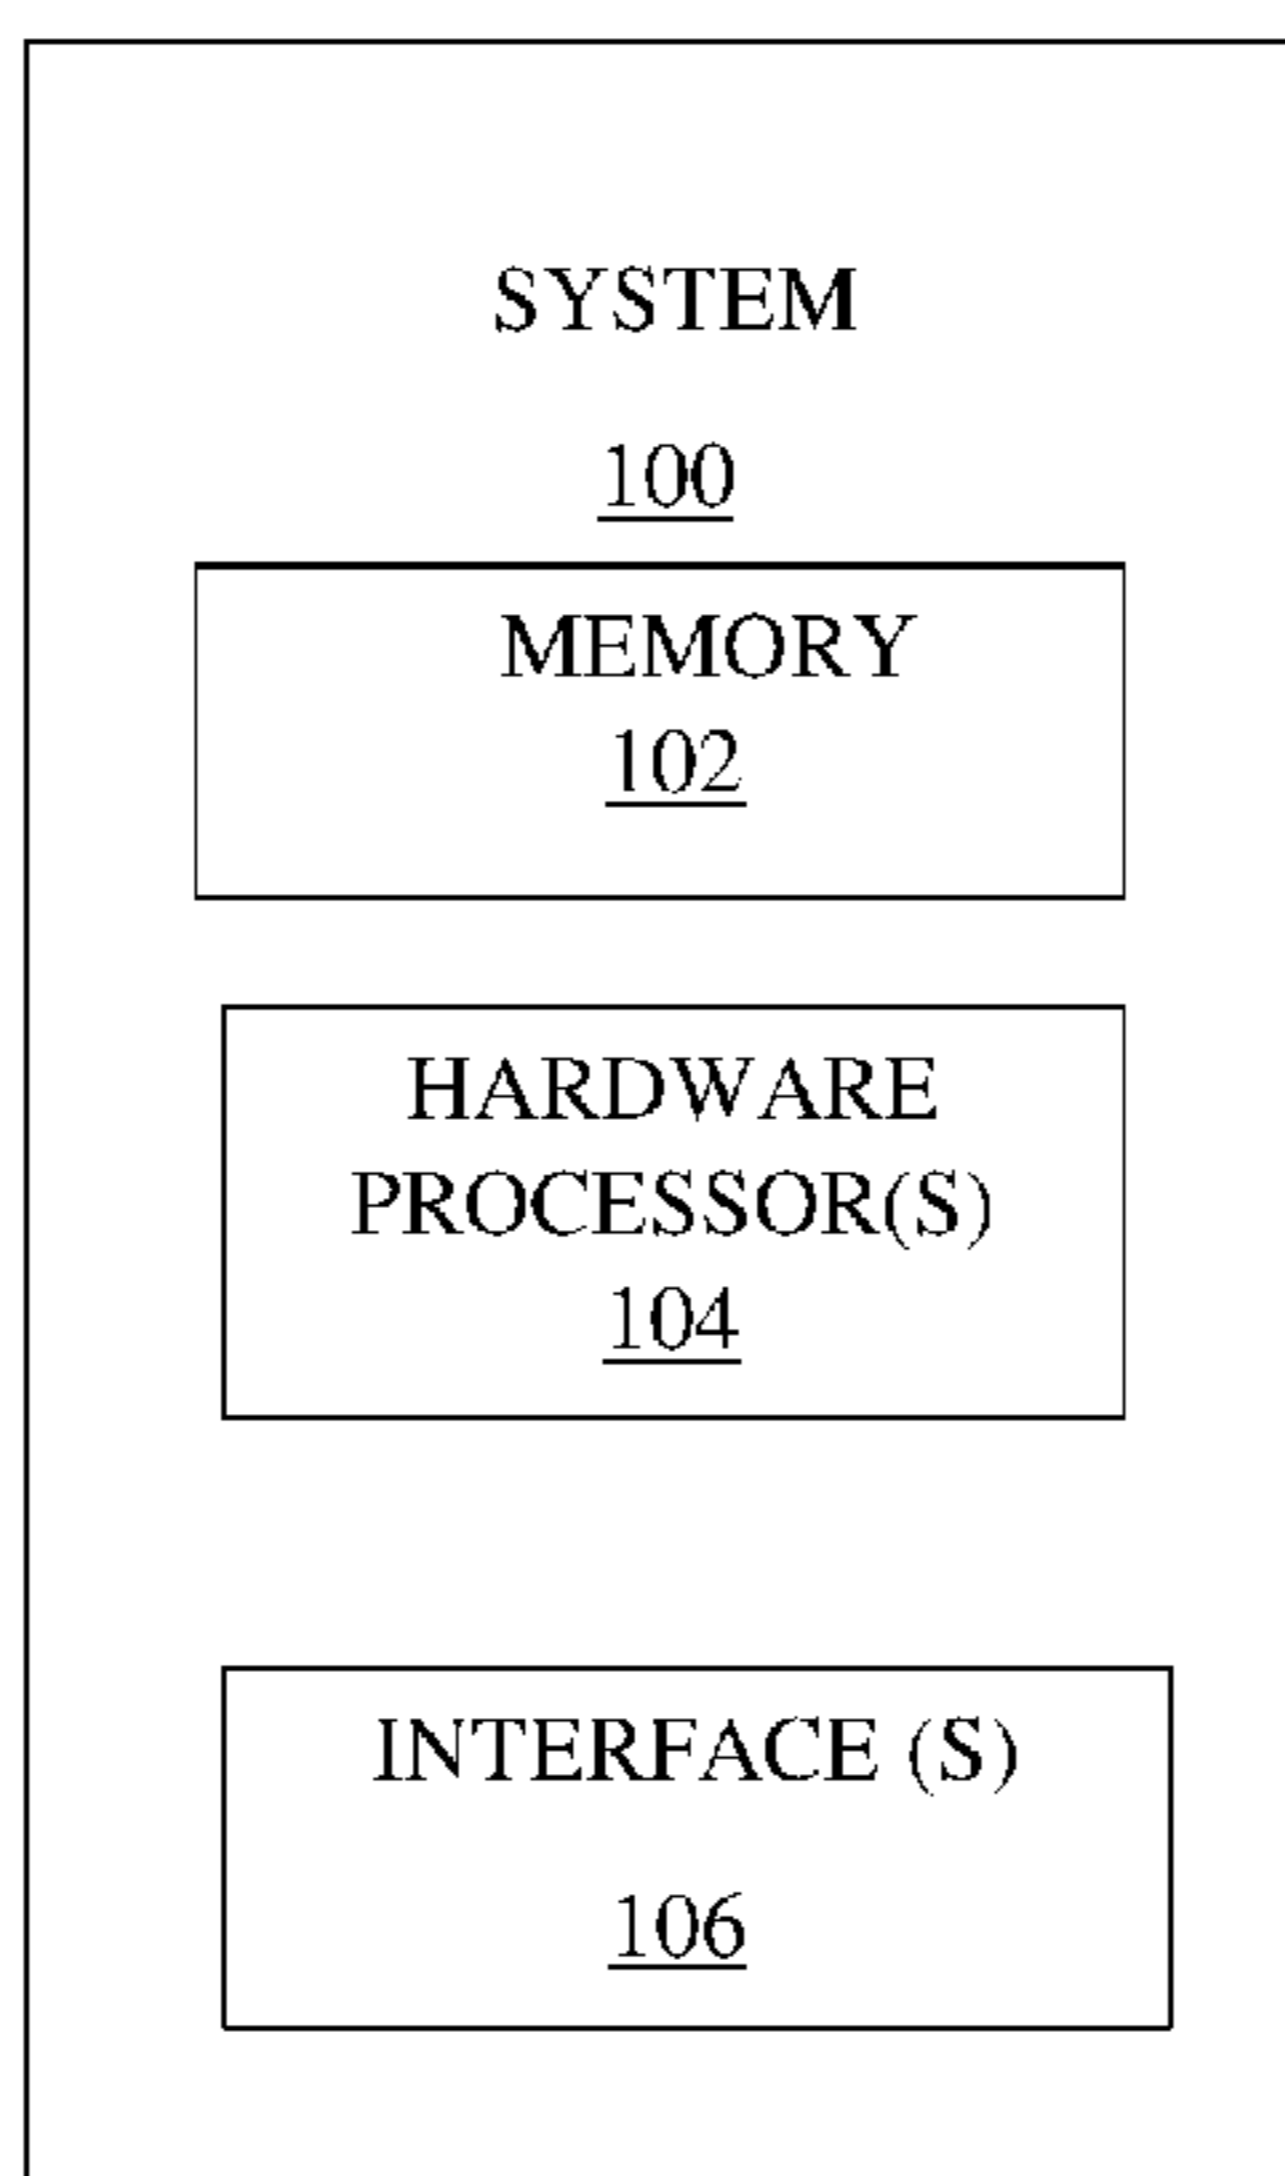 SYSTEM
100
MEMORY
102
HARDWARE
PROCESSOR(S)
104
INTERFACE (S)
106